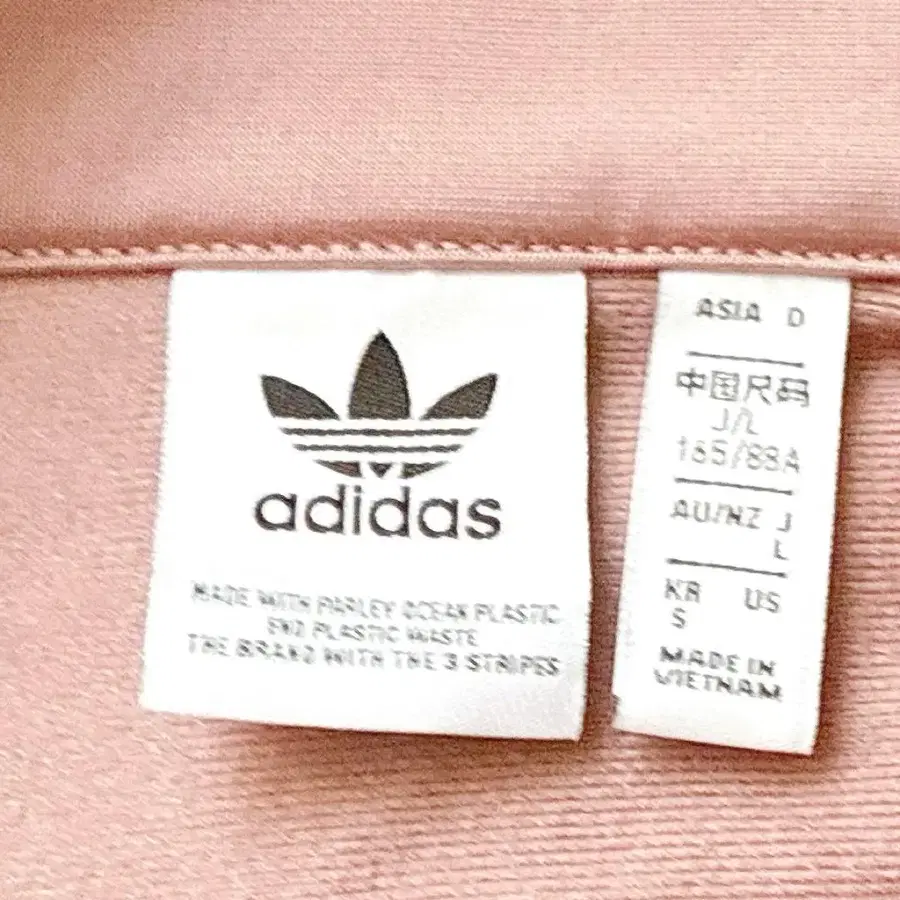 adidas
MADE WITH PARLEY OCEAN PLASTIC
END PLASTIC WASTE
THE BRAND WITH THE 3 STRIPES
ASIA D
中国尺码
J/L
165/88A
AU/NZ J
L
KR US
S
MADE IN
VIETNAM